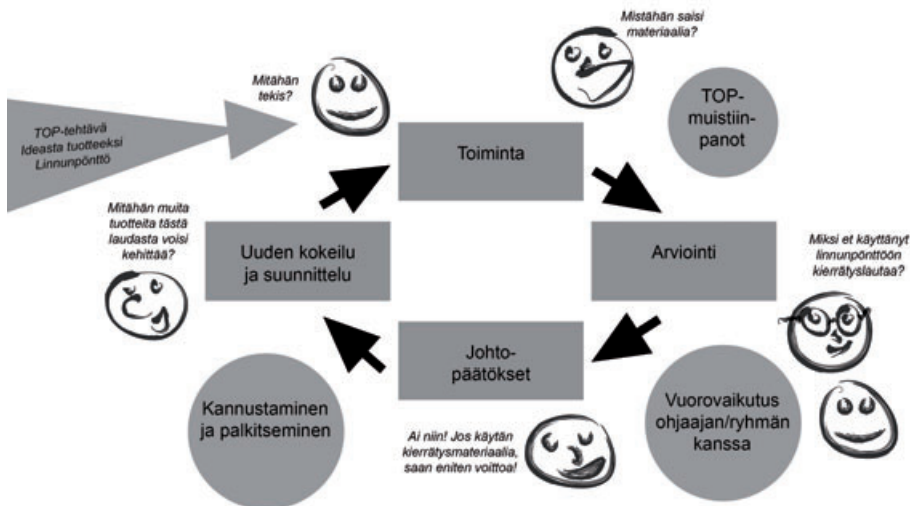 Mistähän saisi
materiaalia?
Mitähän
tekis?
TOP-
muistiin-
panot
TOP-tehtävä
Ideasta tuotteeksi
Linnunpönttö
Toiminta
Mitähän muita
tuotteita tästä
laudasta voisi
kehittää?
Uuden kokeilu
ja suunnittelu
Arviointi
Miksi et käyttänyt
linnunpönttöön
kierrätyslautaa?
Johto-
päätökset
Kannustaminen
ja palkitseminen
Ai niin! Jos käytän
kierrätysmateriaalia,
saan eniten voittoa!
Vuorovaikutus
ohjaajan/ryhmän
kanssa